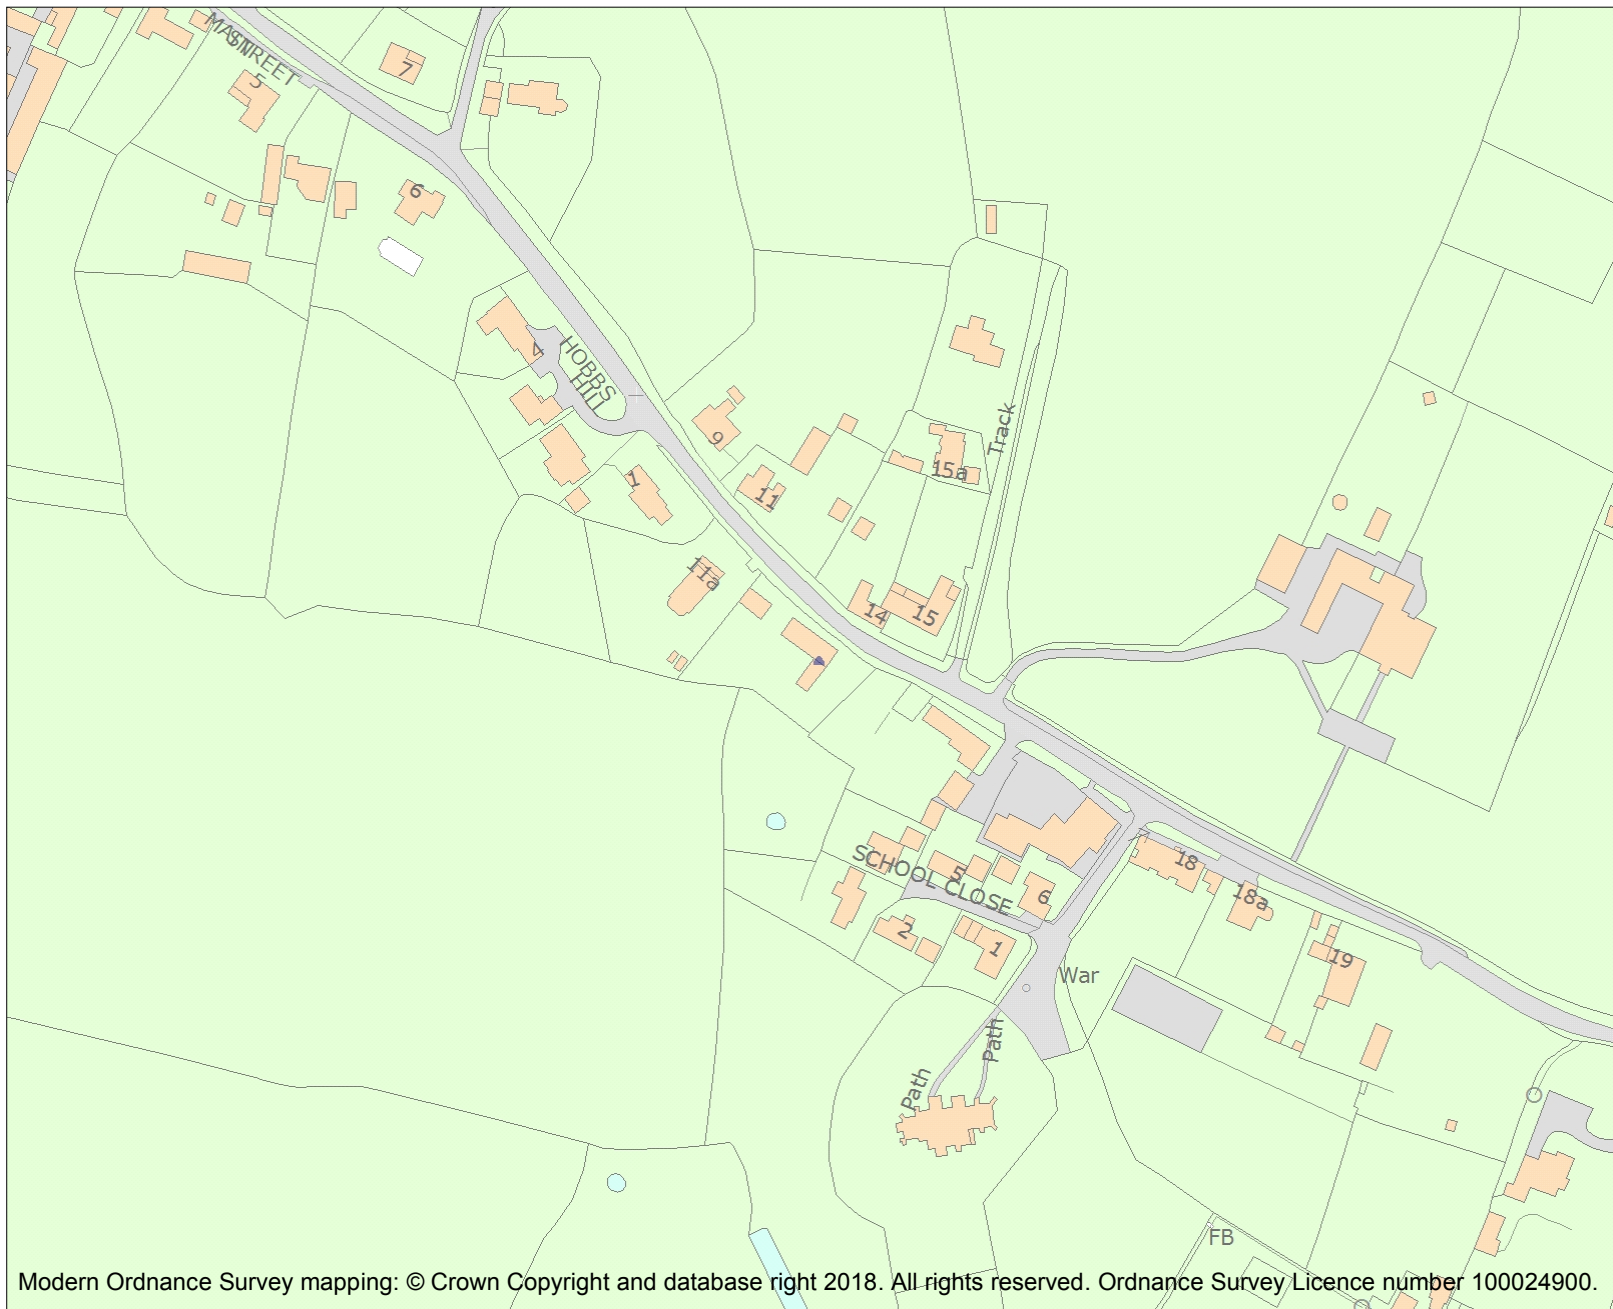 MAIN
STREET
5
7
6
4
HOBBS
HILL
9
1
11
15a
Track
11a
14
15
SCHOOL CLOSE
5
6
2
1
18
18a
19
War
Path
Path
FB
Modern Ordnance Survey mapping: © Crown Copyright and database right 2018. All rights reserved. Ordnance Survey Licence number 100024900.